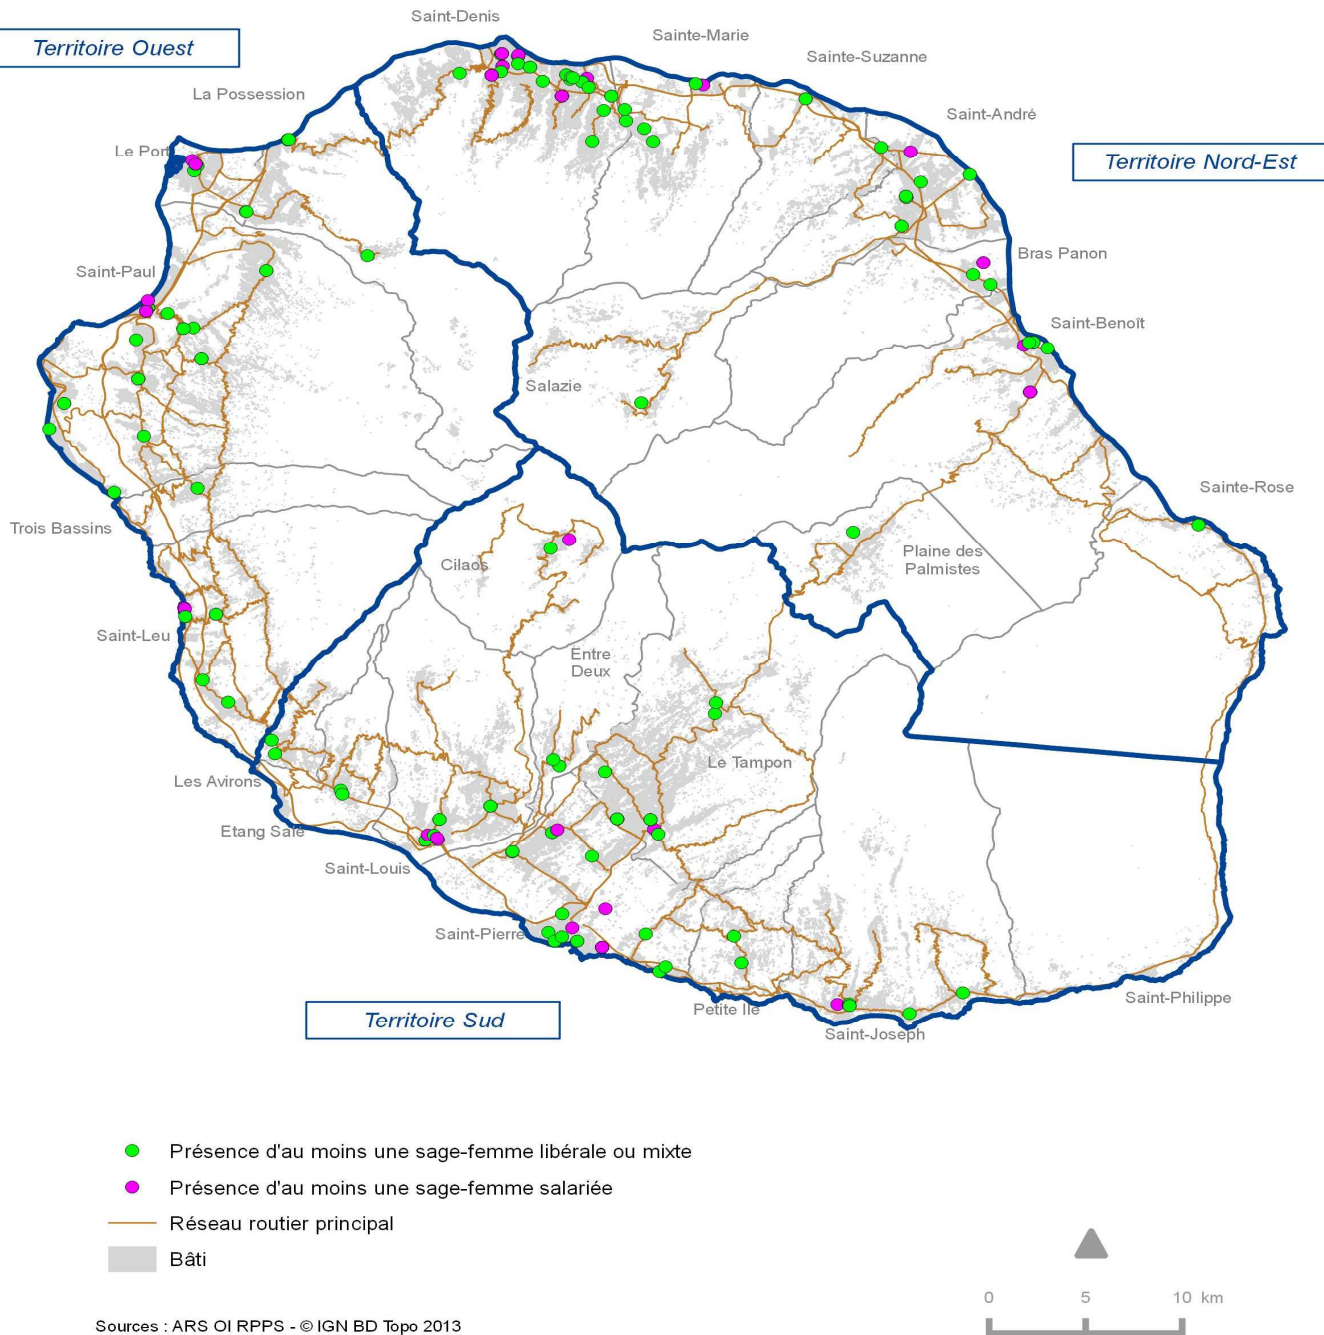 Saint-Denis
Territoire Ouest
Sainte-Marie
Sainte-Suzanne
La Possession
Saint-André
Le Port
Territoire Nord-Est
Bras Panon
Saint-Paul
Saint-Benoît
Salazie
Sainte-Rose
Trois Bassins
Plaine des
Palmistes
Cilaos
Saint-Leu
Entre
Deux
Le Tampon
Les Avirons
Etang Salé
Saint-Louis
Saint-Pierre
Saint-Philippe
Petite Ile
Territoire Sud
Saint-Joseph
Présence d'au moins une sage-femme libérale ou mixte
Présence d'au moins une sage-femme salariée
Réseau routier principal
Bâti
0 5 10 km
Sources : ARS OI RPPS - © IGN BD Topo 2013